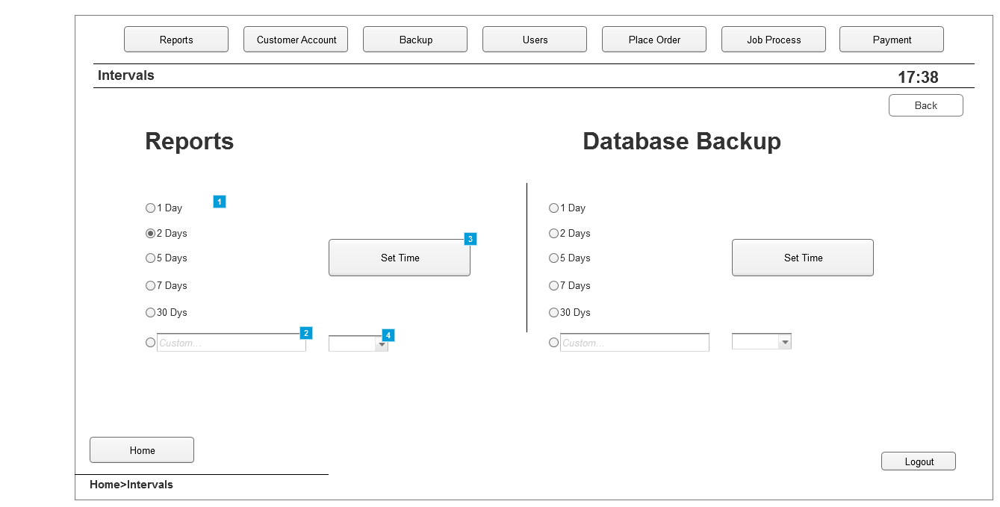 Reports Customer Account Backup Users Place Order Job Process Payment
Intervals 17:38
Back
Reports
1 Day 1
2 Days
3
5 Days Set Time
7 Days
30 Dys
Custom... 2 4
Database Backup
1 Day
2 Days
5 Days Set Time
7 Days
30 Dys
Custom...
Home
Logout
Home>Intervals